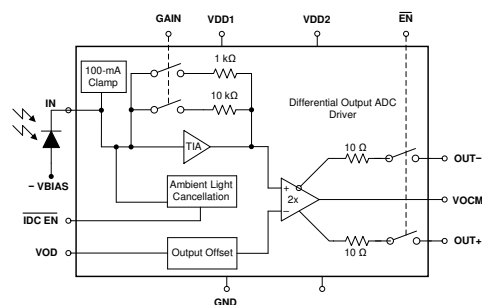 GAIN
VDD1
VDD2
EN
100-mA
Clamp
1 kΩ
10 kΩ
IN
Differential Output ADC
Driver
TIA
10 Ω
OUT−
− VBIAS
Ambient Light
Cancellation
+
2x
−
VOCM
IDC EN
VOD
Output Offset
OUT+
10 Ω
GND